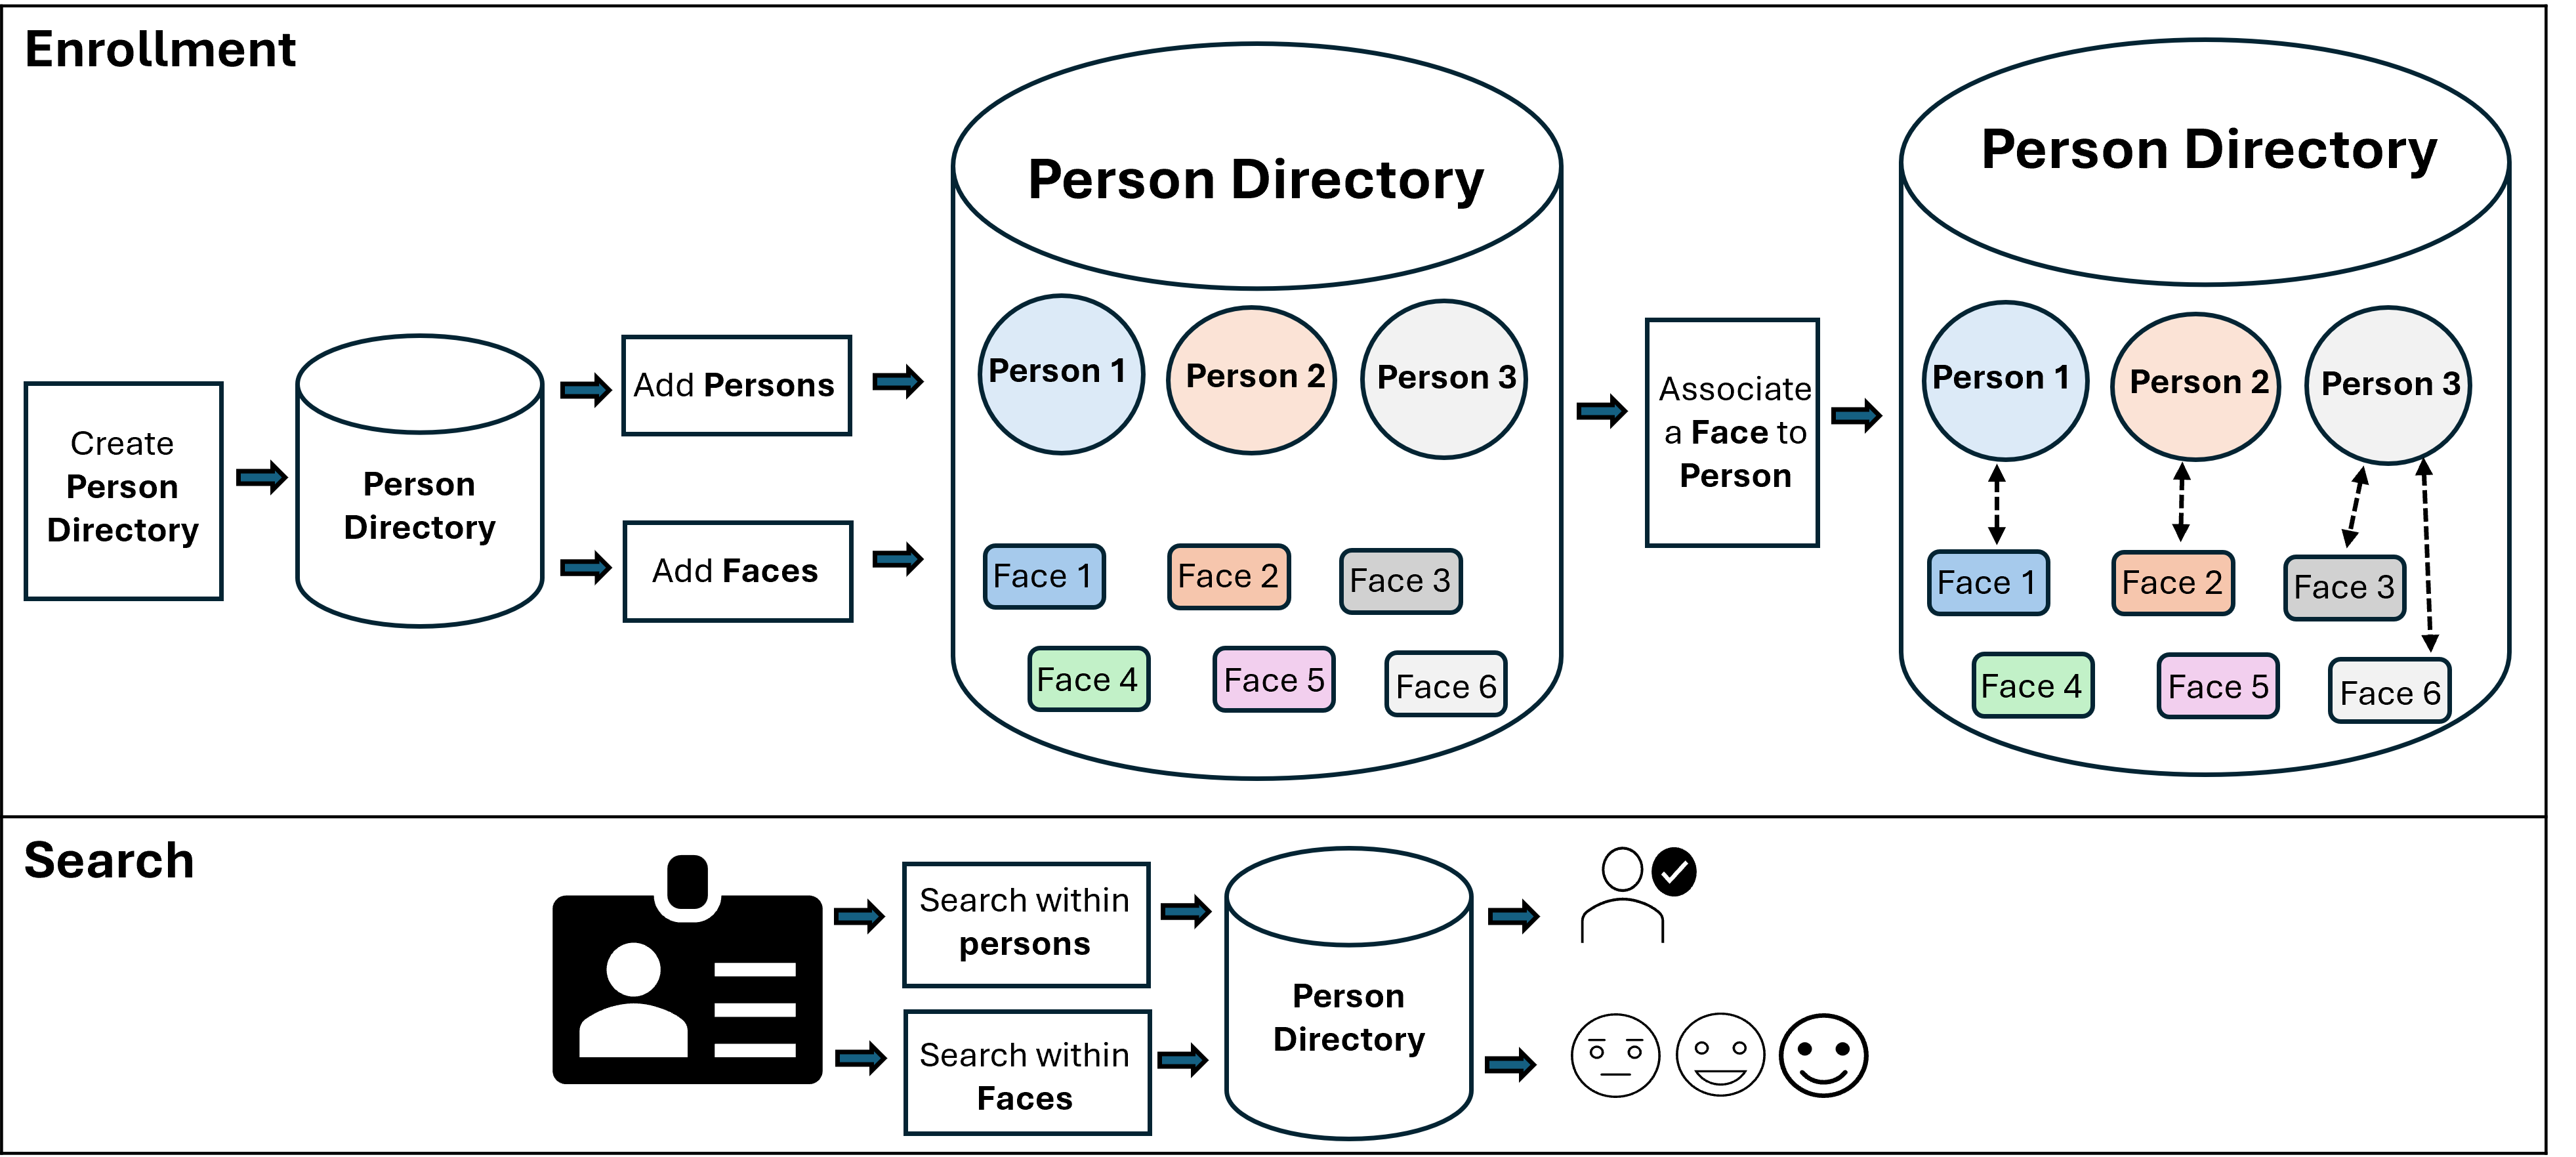 Enrollment
Create
Person
Directory
Person
Directory
Add Persons
Add Faces
Person Directory
Person 1
Person 2
Person 3
Face 1
Face 2
Face 3
Face 4
Face 5
Face 6
Associate
a Face to
Person
Person Directory
Person 1
Person 2
Person 3
Face 1
Face 2
Face 3
Face 4
Face 5
Face 6
Search
Search within
persons
Search within
Faces
Person
Directory